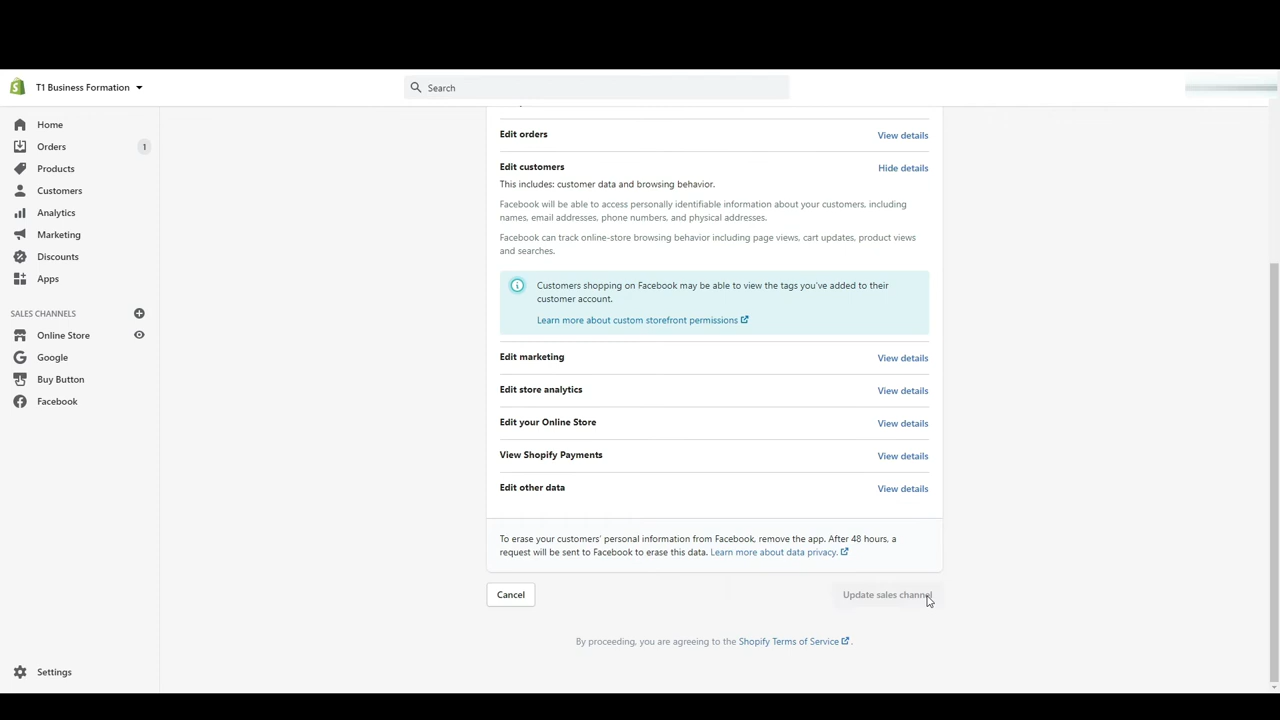 T1 Business Formation
Search
Home
Orders
1
Products
Customers
Analytics
Marketing
Discounts
Apps
SALES CHANNELS
Online Store
Google
Buy Button
Facebook
Settings
Edit orders
View details
Edit customers
Hide details
This includes: customer data and browsing behavior.
Facebook will be able to access personally identifiable information about your customers, including
names, email addresses, phone numbers, and physical addresses.
Facebook can track online-store browsing behavior including page views, cart updates, product views
and searches.
Customers shopping on Facebook may be able to view the tags you've added to their
customer account.
Learn more about custom storefront permissions
Edit marketing
View details
Edit store analytics
View details
Edit your Online Store
View details
View Shopify Payments
View details
Edit other data
View details
To erase your customers' personal information from Facebook, remove the app. After 48 hours, a
request will be sent to Facebook to erase this data. Learn more about data privacy.
Cancel
Update sales channel
By proceeding, you are agreeing to the Shopify Terms of Service .